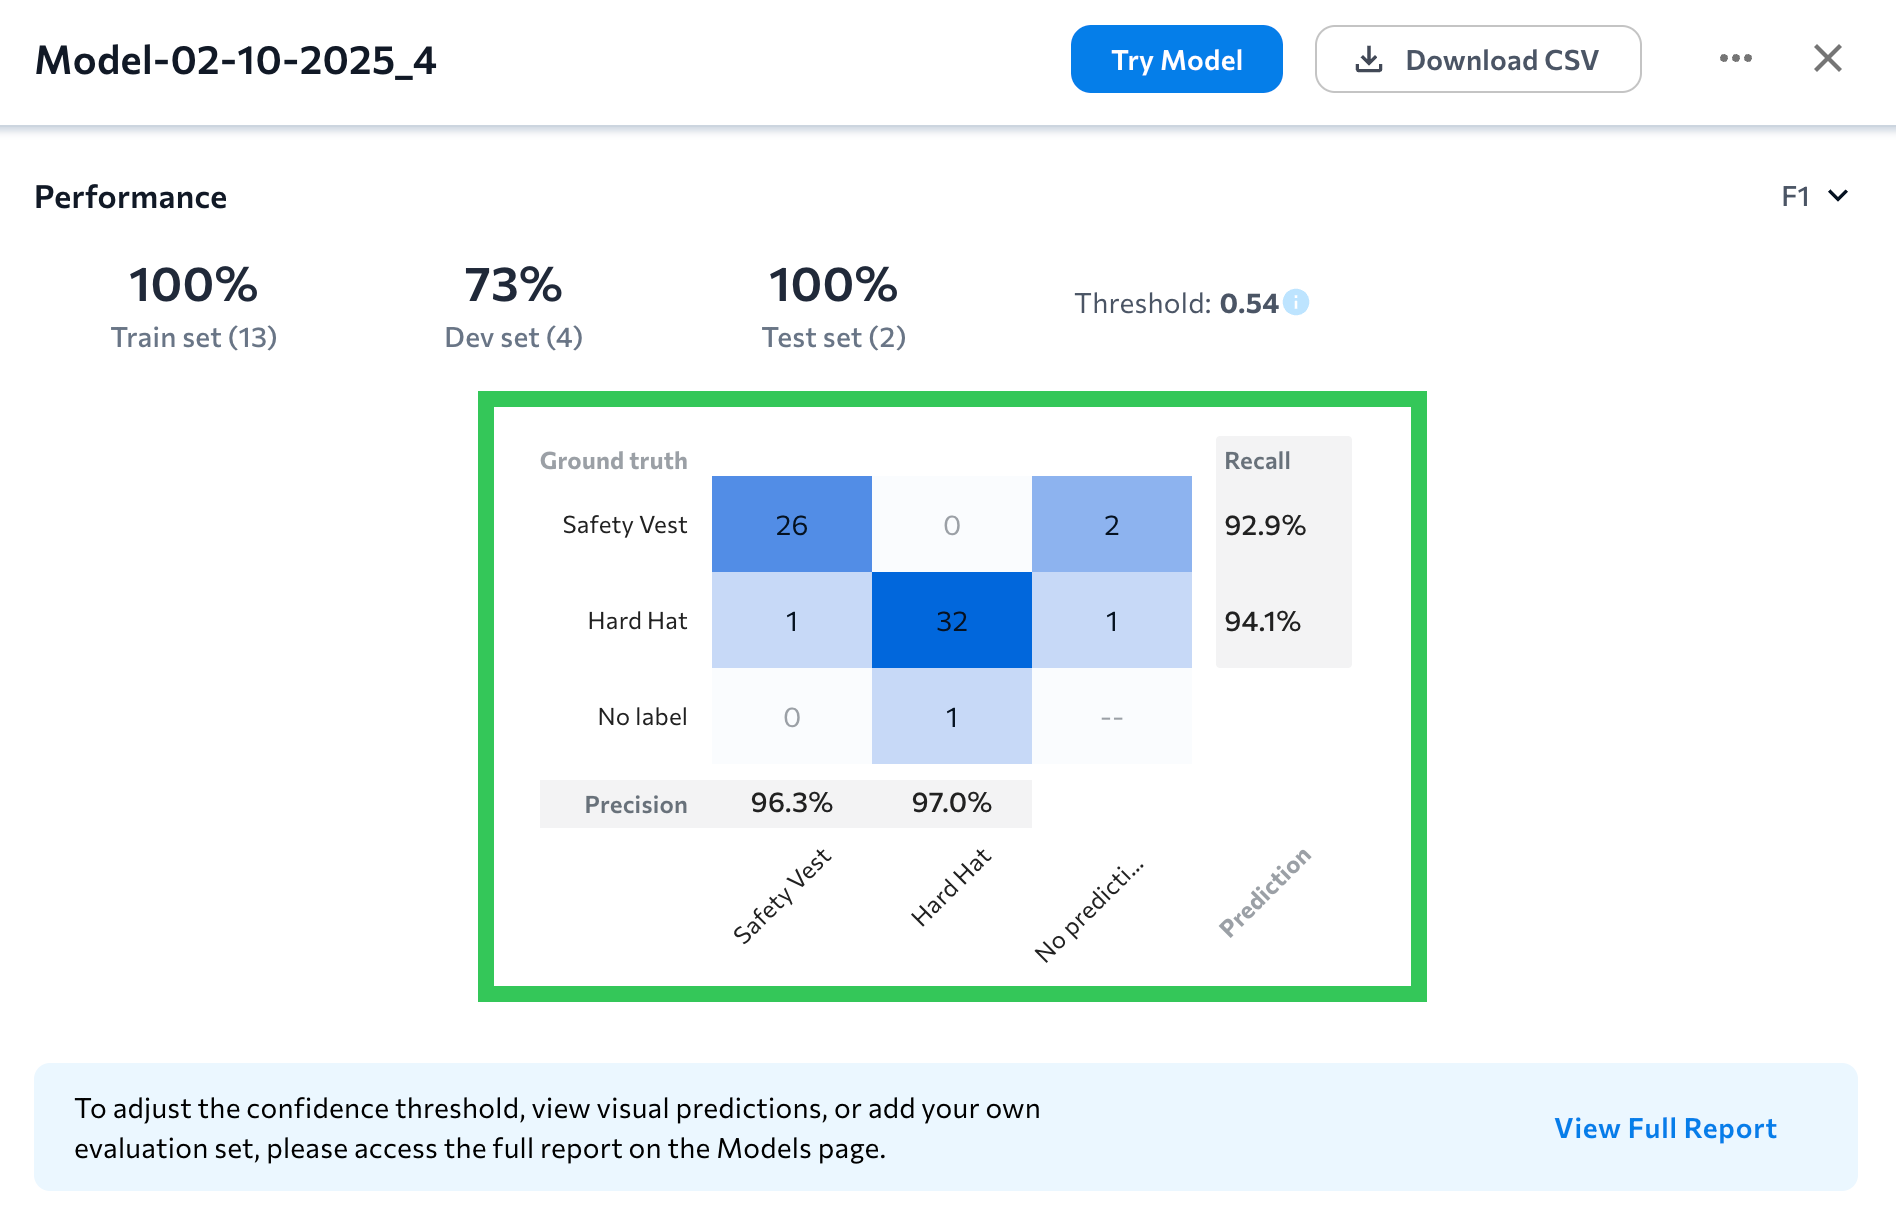 Model-02-10-2025_4
Try Model
Download CSV
Performance
F1
100%
73%
100%
Train set (13)
Dev set (4)
Test set (2)
Threshold: 0.54
Ground truth
Recall
Safety Vest
26
0
2
92.9%
Hard Hat
1
32
1
94.1%
No label
0
1
--
Precision
96.3%
97.0%
Safety Vest
Hard Hat
No predicti...
Prediction
To adjust the confidence threshold, view visual predictions, or add your own
evaluation set, please access the full report on the Models page.
View Full Report